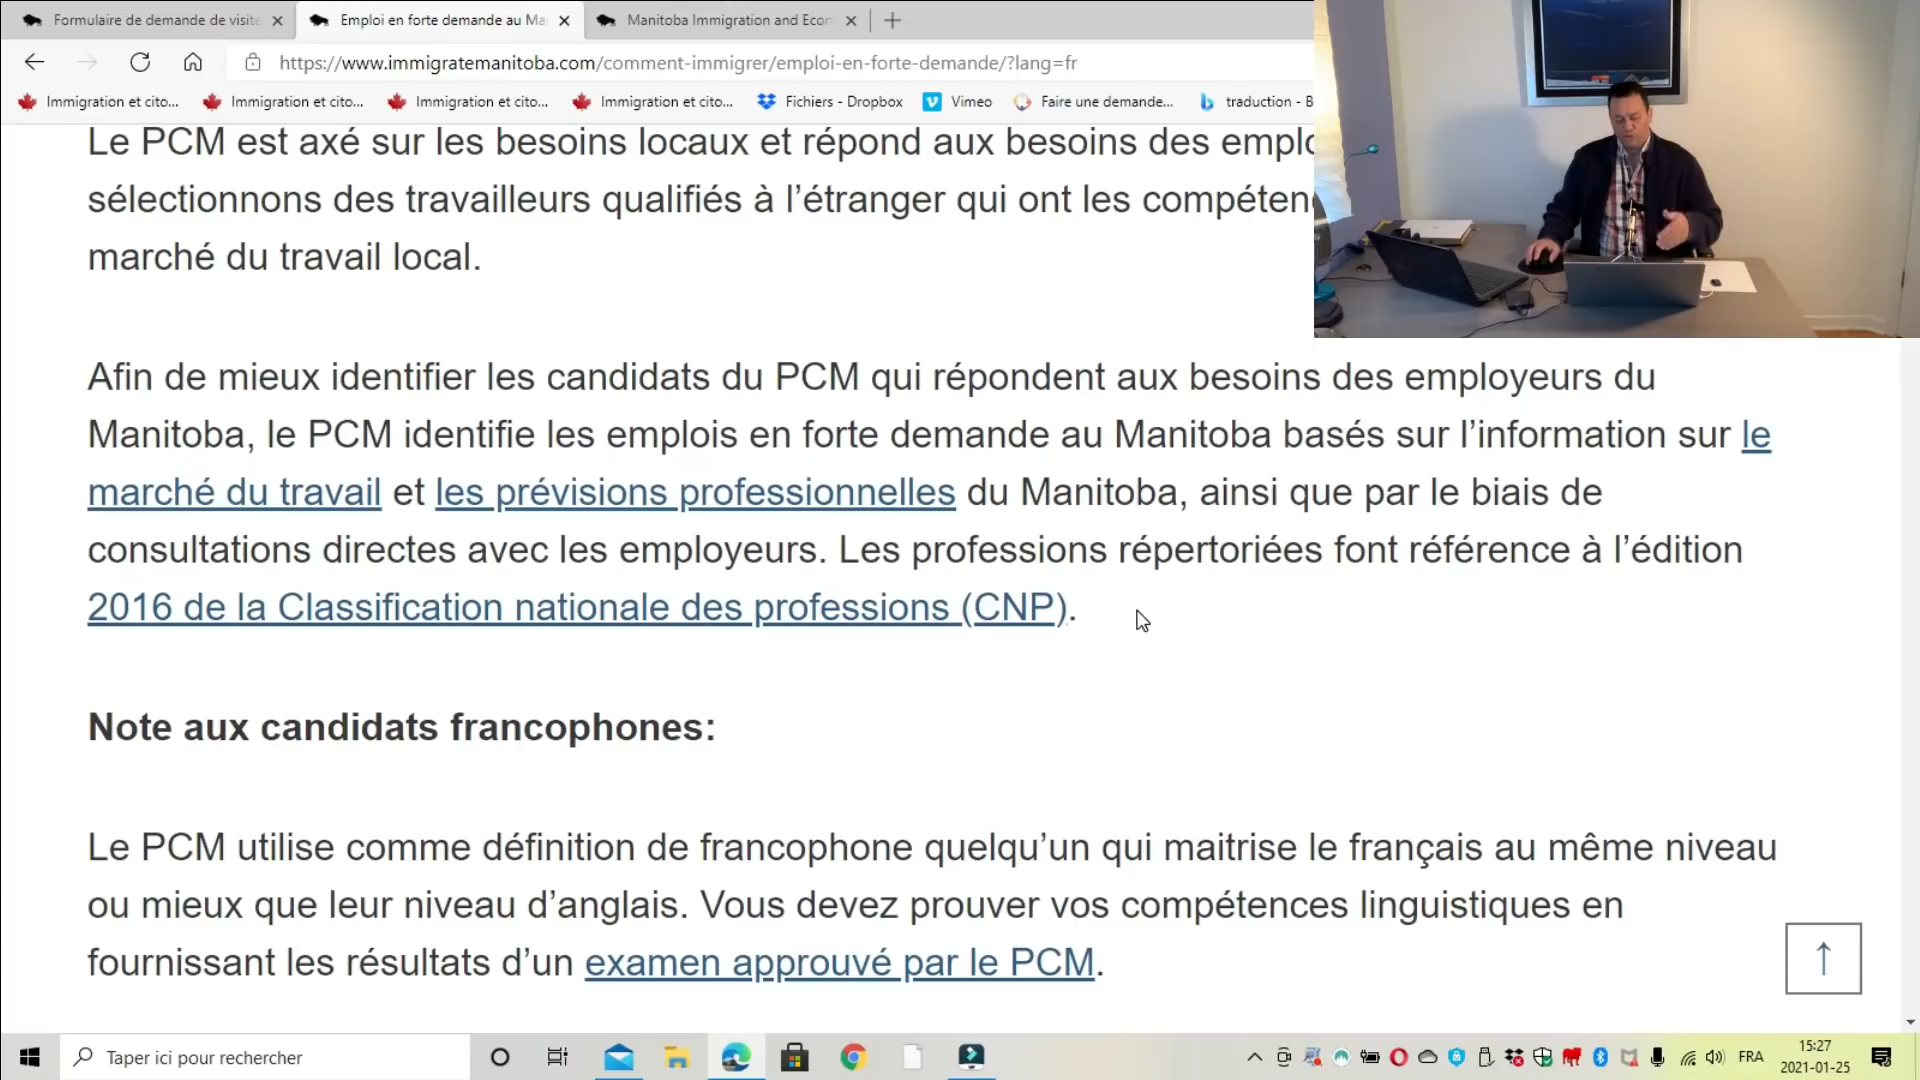 Formulaire de demande de visite
Emploi en forte demande au Ma
Manitoba Immigration and Econ
https://www.immigratemanitoba.com/comment-immigrer/emploi-en-forte-demande/?lang=fr
Immigration et cito...
Immigration et cito...
Immigration et cito...
Immigration et cito...
Fichiers - Dropbox
Vimeo
Faire une demande...
traduction - B
Le PCM est axé sur les besoins locaux et répond aux besoins des emplo
sélectionnons des travailleurs qualifiés à l’étranger qui ont les compéten
marché du travail local.
Afin de mieux identifier les candidats du PCM qui répondent aux besoins des employeurs du
Manitoba, le PCM identifie les emplois en forte demande au Manitoba basés sur l’information sur le
marché du travail et les prévisions professionnelles du Manitoba, ainsi que par le biais de
consultations directes avec les employeurs. Les professions répertoriées font référence à l’édition
2016 de la Classification nationale des professions (CNP).
Note aux candidats francophones:
Le PCM utilise comme définition de francophone quelqu’un qui maitrise le français au même niveau
ou mieux que leur niveau d’anglais. Vous devez prouver vos compétences linguistiques en
fournissant les résultats d’un examen approuvé par le PCM.
Taper ici pour rechercher
FRA
15:27
2021-01-25